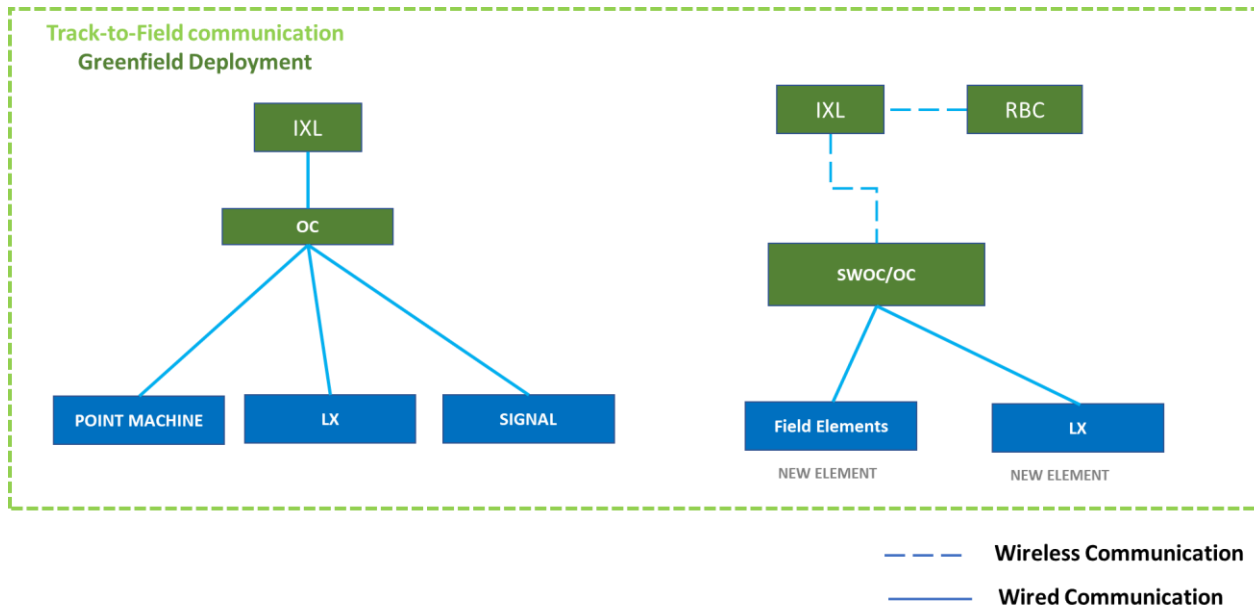 Track-to-Field communication
Greenfield Deployment
IXL
OC
POINT MACHINE
LX
SIGNAL
IXL
RBC
SWOC/OC
Field Elements
LX
NEW ELEMENT
NEW ELEMENT
Wireless Communication
Wired Communication